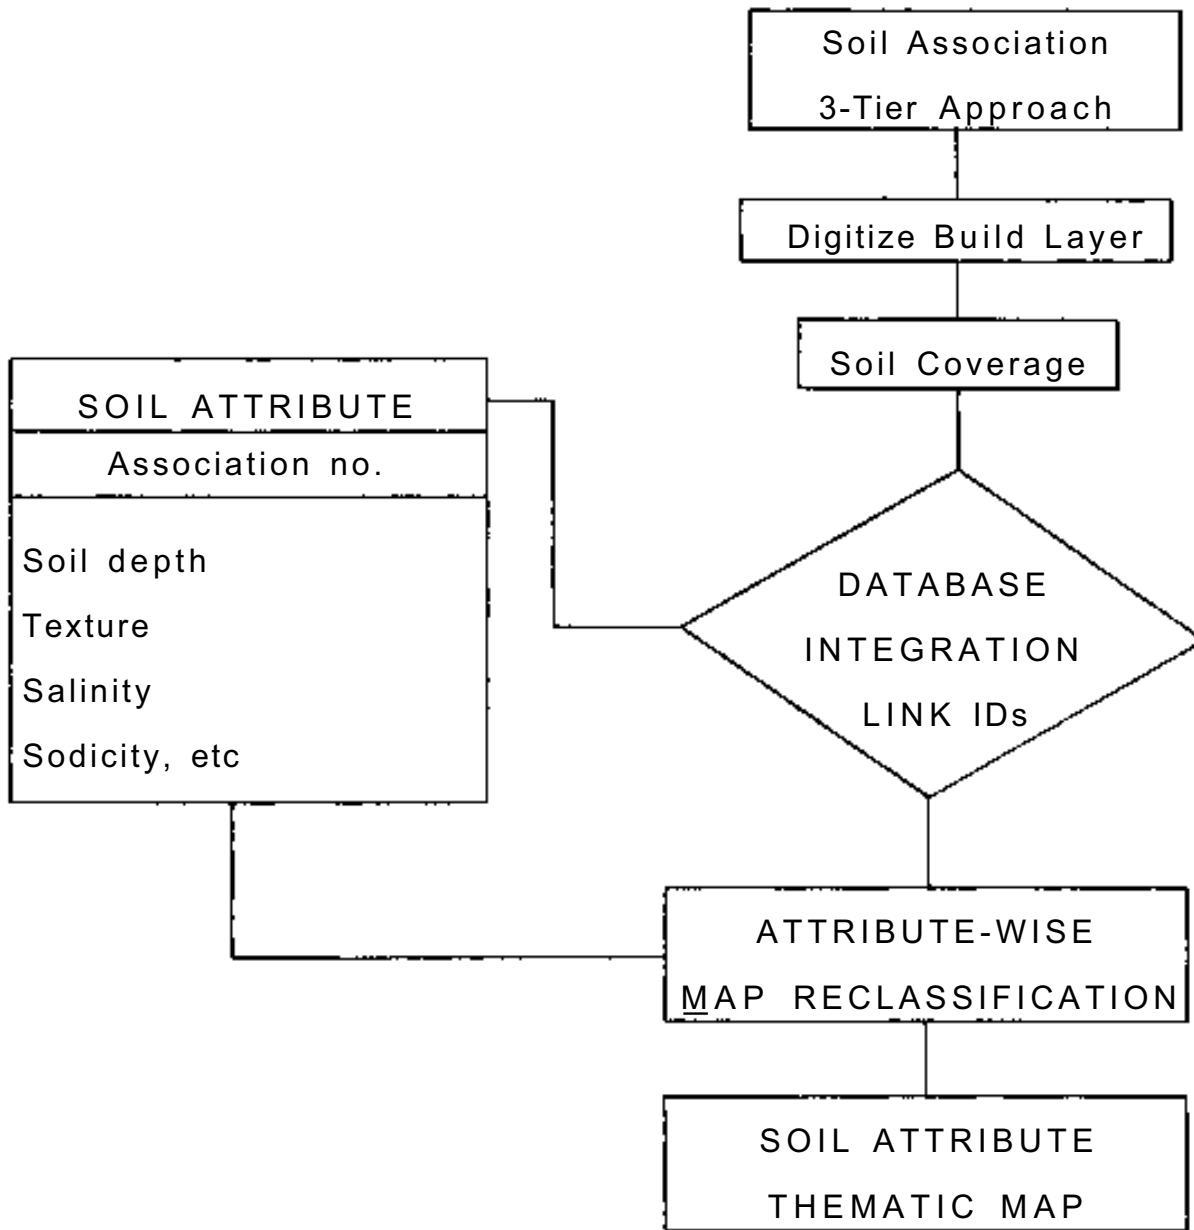 Soil Association
3-Tier Approach
Digitize Build Layer
Soil Coverage
SOIL ATTRIBUTE
Association no.
Soil depth
Texture
Salinity
Sodicity, etc
DATABASE
INTEGRATION
LINK IDs
ATTRIBUTE-WISE
MAP RECLASSIFICATION
SOIL ATTRIBUTE
THEMATIC MAP